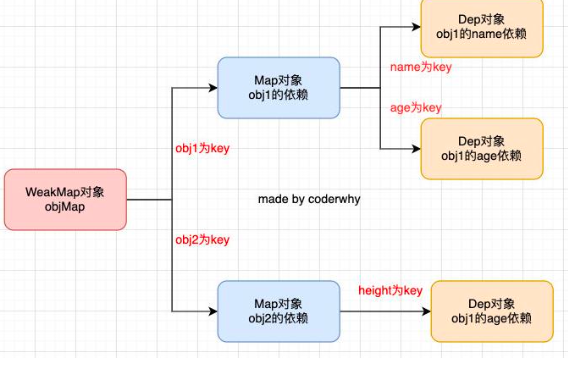 Dep对象
obj1的name依赖
name为key
Map对象
obj1的依赖
age为key
Dep对象
obj1的age依赖
obj1为key
WeakMap对象
objMap
made by coderwhy
obj2为key
height为key
Map对象
obj2的依赖
Dep对象
obj1的age依赖